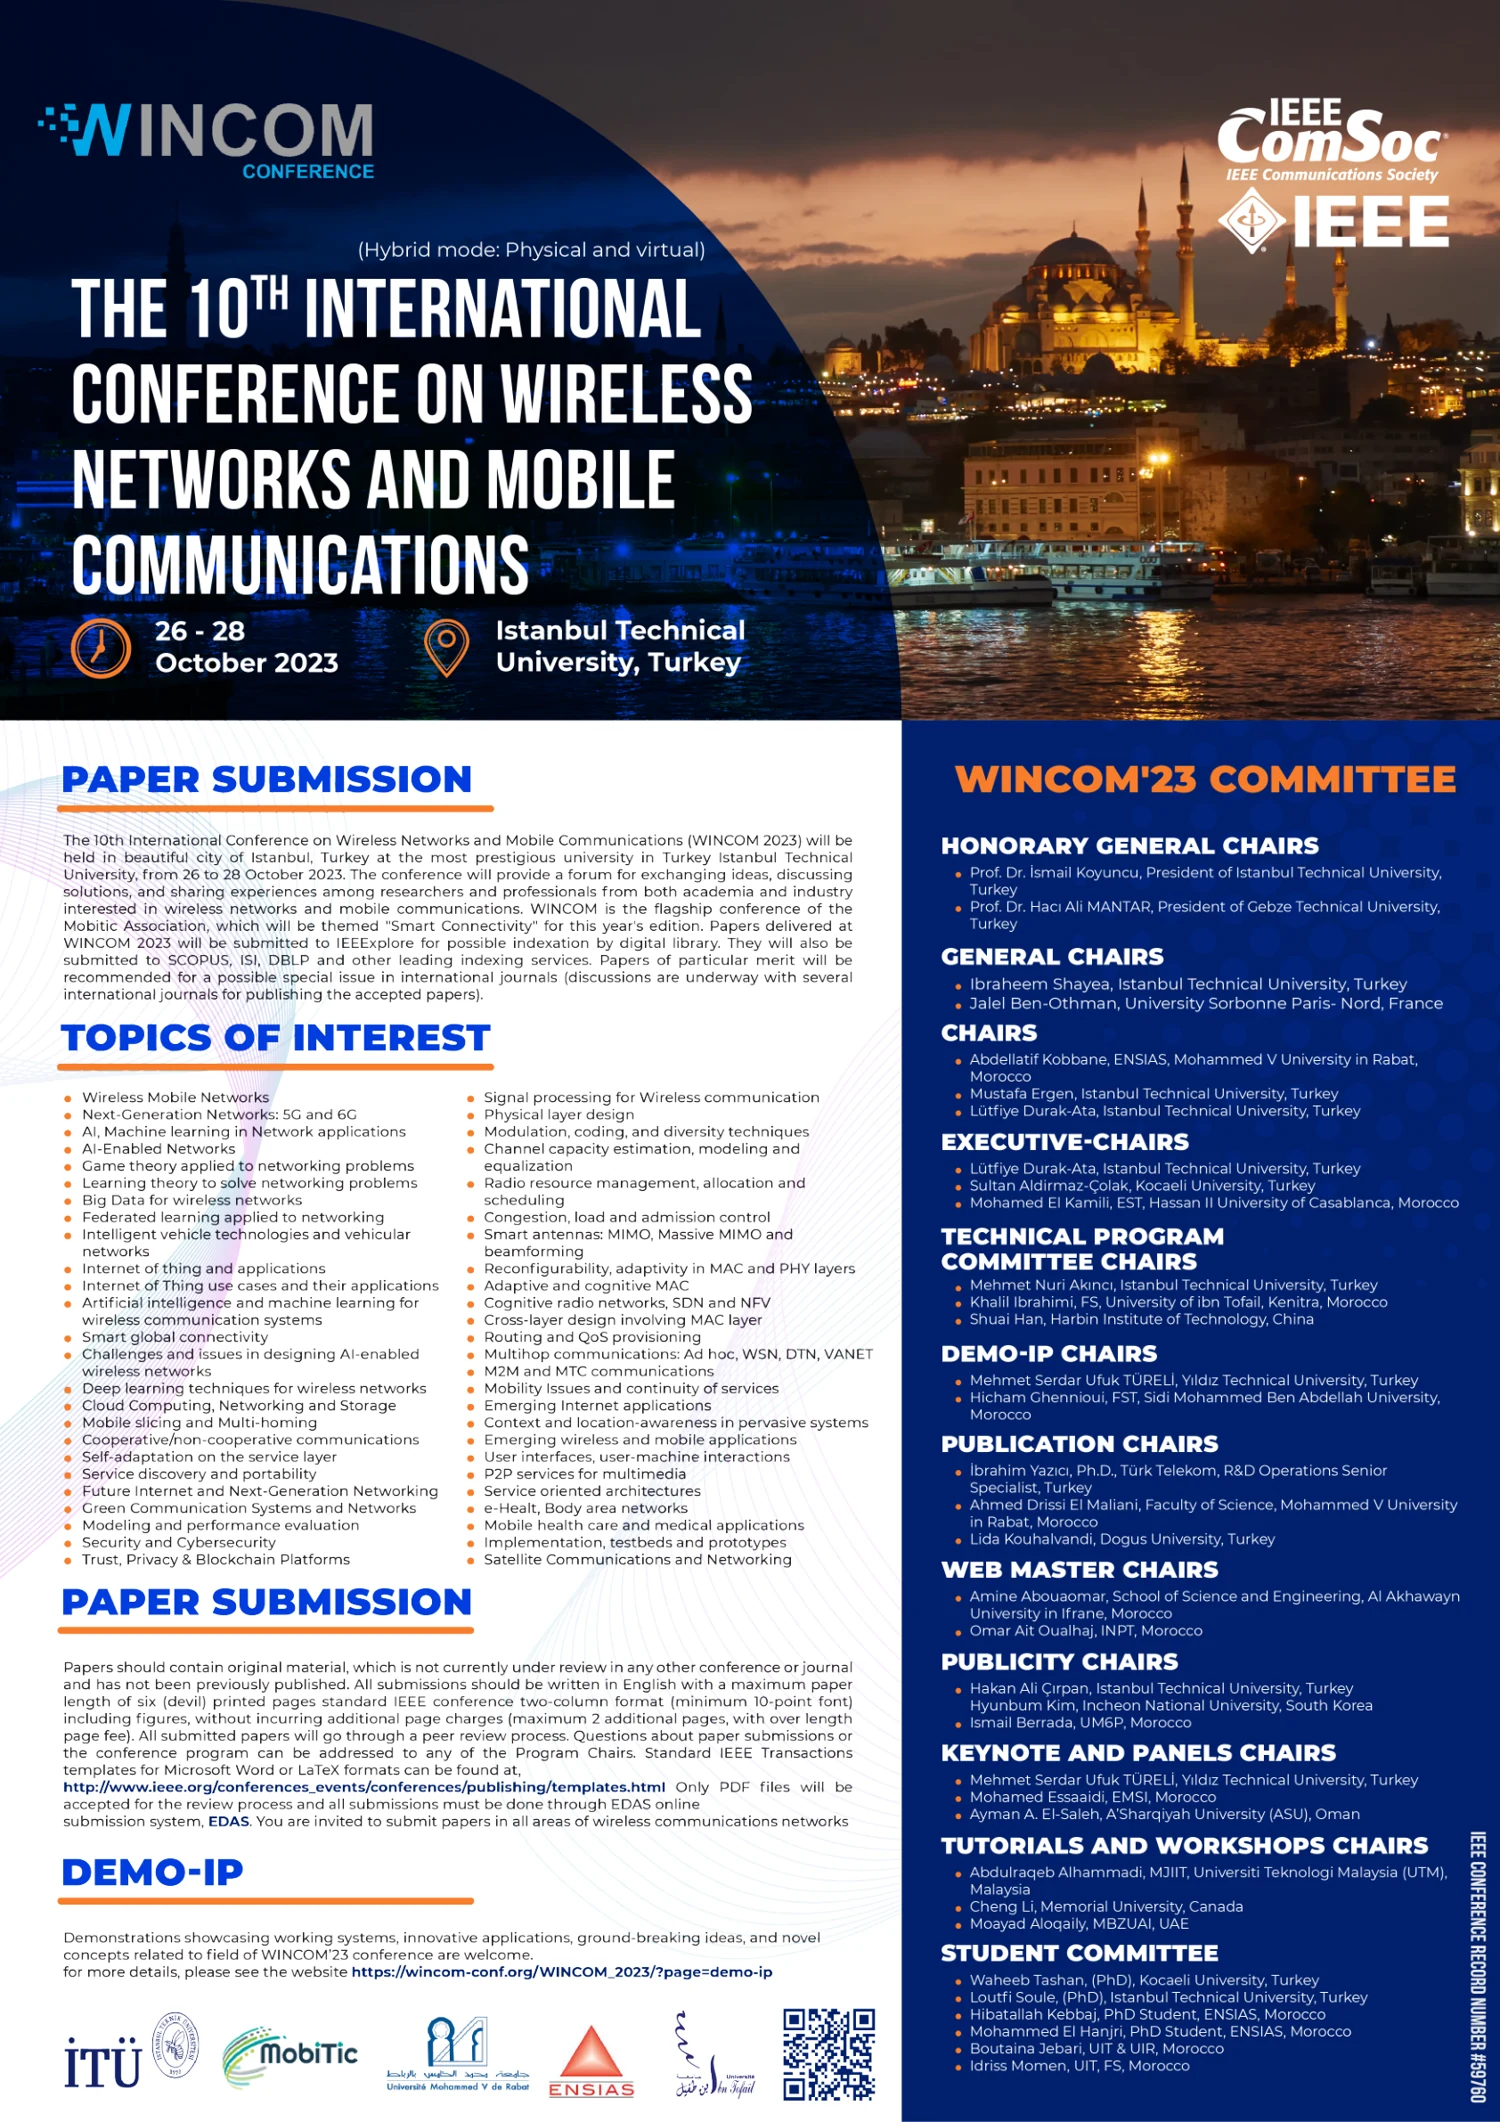 WINCOM
CONFERENCE
IEEE
ComSoc
IEEE Communications Society
IEEE
(Hybrid mode: Physical and virtual)
THE 10TH INTERNATIONAL
CONFERENCE ON WIRELESS
NETWORKS AND MOBILE
COMMUNICATIONS
26 - 28
October 2023
Istanbul Technical
University, Turkey
PAPER SUBMISSION
The 10th International Conference on Wireless Networks and Mobile Communications (WINCOM 2023) will be
held in beautiful city of Istanbul, Turkey at the most prestigious university in Turkey Istanbul Technical
University, from 26 to 28 October 2023. The conference will provide a forum for exchanging ideas, discussing
solutions, and sharing experiences among researchers and professionals from both academia and industry
interested in wireless networks and mobile communications. WINCOM is the flagship conference of the
Mobitic Association, which will be themed "Smart Connectivity" for this year's edition. Papers delivered at
WINCOM 2023 will be submitted to IEEExplore for possible indexation by digital library. They will also be
submitted to SCOPUS, ISI, DBLP and other leading indexing services. Papers of particular merit will be
recommended for a possible special issue in international journals (discussions are underway with several
international journals for publishing the accepted papers).
TOPICS OF INTEREST
Wireless Mobile Networks
Next-Generation Networks: 5G and 6G
AI, Machine learning in Network applications
AI-Enabled Networks
Game theory applied to networking problems
Learning theory to solve networking problems
Big Data for wireless networks
Federated learning applied to networking
Intelligent vehicle technologies and vehicular
networks
Internet of thing and applications
Internet of Thing use cases and their applications
Artificial intelligence and machine learning for
wireless communication systems
Smart global connectivity
Challenges and issues in designing AI-enabled
wireless networks
Deep learning techniques for wireless networks
Cloud Computing, Networking and Storage
Mobile slicing and Multi-homing
Cooperative/non-cooperative communications
Self-adaptation on the service layer
Service discovery and portability
Future Internet and Next-Generation Networking
Green Communication Systems and Networks
Modeling and performance evaluation
Security and Cybersecurity
Trust, Privacy & Blockchain Platforms
Signal processing for Wireless communication
Physical layer design
Modulation, coding, and diversity techniques
Channel capacity estimation, modeling and
equalization
Radio resource management, allocation and
scheduling
Congestion, load and admission control
Smart antennas: MIMO, Massive MIMO and
beamforming
Reconfigurability, adaptivity in MAC and PHY layers
Adaptive and cognitive MAC
Cognitive radio networks, SDN and NFV
Cross-layer design involving MAC layer
Routing and QoS provisioning
Multihop communications: Ad hoc, WSN, DTN, VANET
M2M and MTC communications
Mobility Issues and continuity of services
Emerging Internet applications
Context and location-awareness in pervasive systems
Emerging wireless and mobile applications
User interfaces, user-machine interactions
P2P services for multimedia
Service oriented architectures
e-Healt, Body area networks
Mobile health care and medical applications
Implementation, testbeds and prototypes
Satellite Communications and Networking
PAPER SUBMISSION
Papers should contain original material, which is not currently under review in any other conference or journal
and has not been previously published. All submissions should be written in English with a maximum paper
length of six (devil) printed pages standard IEEE conference two-column format (minimum 10-point font)
including figures, without incurring additional page charges (maximum 2 additional pages, with over length
page fee). All submitted papers will go through a peer review process. Questions about paper submissions or
the conference program can be addressed to any of the Program Chairs. Standard IEEE Transactions
templates for Microsoft Word or LaTeX formats can be found at,
http://www.ieee.org/conferences_events/conferences/publishing/templates.html Only PDF files will be
accepted for the review process and all submissions must be done through EDAS online
submission system, EDAS. You are invited to submit papers in all areas of wireless communications networks
DEMO-IP
Demonstrations showcasing working systems, innovative applications, ground-breaking ideas, and novel
concepts related to field of WINCOM'23 conference are welcome.
for more details, please see the website https://wincom-conf.org/WINCOM_2023/?page=demo-ip
İTÜ
MobiTic
جامعة محمد الخامس بالرباط
Université Mohammed V de Rabat
ENSIAS
Université
Ibn Tofail
WINCOM'23 COMMITTEE
HONORARY GENERAL CHAIRS
Prof. Dr. İsmail Koyuncu, President of Istanbul Technical University,
Turkey
Prof. Dr. Hacı Ali MANTAR, President of Gebze Technical University,
Turkey
GENERAL CHAIRS
Ibraheem Shayea, Istanbul Technical University, Turkey
Jalel Ben-Othman, University Sorbonne Paris- Nord, France
CHAIRS
Abdellatif Kobbane, ENSIAS, Mohammed V University in Rabat,
Morocco
Mustafa Ergen, Istanbul Technical University, Turkey
Lütfiye Durak-Ata, Istanbul Technical University, Turkey
EXECUTIVE-CHAIRS
Lütfiye Durak-Ata, Istanbul Technical University, Turkey
Sultan Aldirmaz-Çolak, Kocaeli University, Turkey
Mohamed El Kamili, EST, Hassan II University of Casablanca, Morocco
TECHNICAL PROGRAM
COMMITTEE CHAIRS
Mehmet Nuri Akıncı, Istanbul Technical University, Turkey
Khalil Ibrahimi, FS, University of ibn Tofail, Kenitra, Morocco
Shuai Han, Harbin Institute of Technology, China
DEMO-IP CHAIRS
Mehmet Serdar Ufuk TÜRELİ, Yıldız Technical University, Turkey
Hicham Ghennioui, FST, Sidi Mohammed Ben Abdellah University,
Morocco
PUBLICATION CHAIRS
İbrahim Yazıcı, Ph.D., Türk Telekom, R&D Operations Senior
Specialist, Turkey
Ahmed Drissi El Maliani, Faculty of Science, Mohammed V University
in Rabat, Morocco
Lida Kouhalvandi, Dogus University, Turkey
WEB MASTER CHAIRS
Amine Abouaomar, School of Science and Engineering, Al Akhawayn
University in Ifrane, Morocco
Omar Ait Oualhaj, INPT, Morocco
PUBLICITY CHAIRS
Hakan Ali Çırpan, Istanbul Technical University, Turkey
Hyunbum Kim, Incheon National University, South Korea
Ismail Berrada, UM6P, Morocco
KEYNOTE AND PANELS CHAIRS
Mehmet Serdar Ufuk TÜRELİ, Yıldız Technical University, Turkey
Mohamed Essaaidi, EMSI, Morocco
Ayman A. El-Saleh, A'Sharqiyah University (ASU), Oman
TUTORIALS AND WORKSHOPS CHAIRS
Abdulraqeb Alhammadi, MJIIT, Universiti Teknologi Malaysia (UTM),
Malaysia
Cheng Li, Memorial University, Canada
Moayad Aloqaily, MBZUAI, UAE
STUDENT COMMITTEE
Waheeb Tashan, (PhD), Kocaeli University, Turkey
Loutfi Soule, (PhD), Istanbul Technical University, Turkey
Hibatallah Kebbaj, PhD Student, ENSIAS, Morocco
Mohammed El Hanjri, PhD Student, ENSIAS, Morocco
Boutaina Jebari, UIT & UIR, Morocco
Idriss Momen, UIT, FS, Morocco
IEEE CONFERENCE RECORD NUMBER #59760